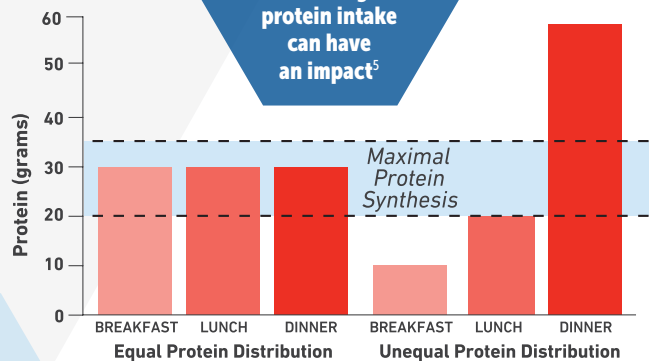 protein intake
can have
an impact5
60
50
40
30
20
10
0
Protein (grams)
Maximal
Protein
Synthesis
BREAKFAST LUNCH DINNER BREAKFAST LUNCH DINNER
Equal Protein Distribution Unequal Protein Distribution